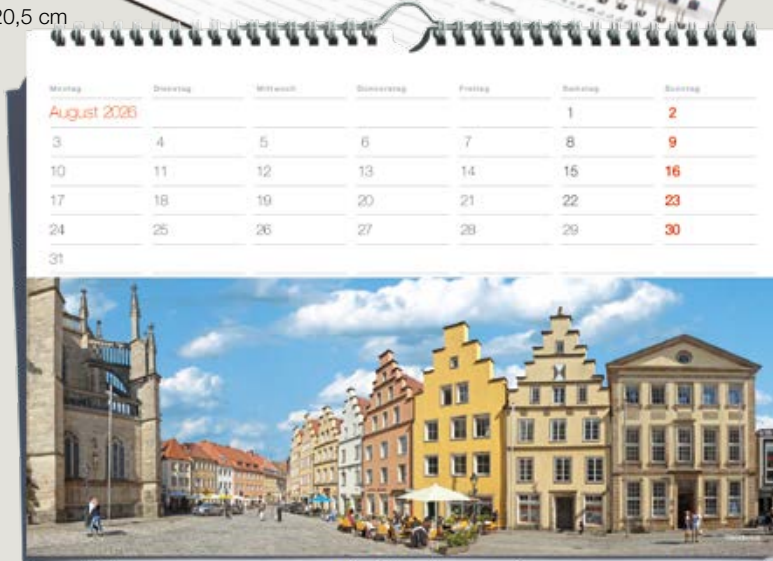 20,5 cm
Montag Dienstag Mittwoch Donnerstag Freitag Samstag Sonntag
August 2026 1 2
3 4 5 6 7 8 9
10 11 12 13 14 15 16
17 18 19 20 21 22 23
24 25 26 27 28 29 30
31